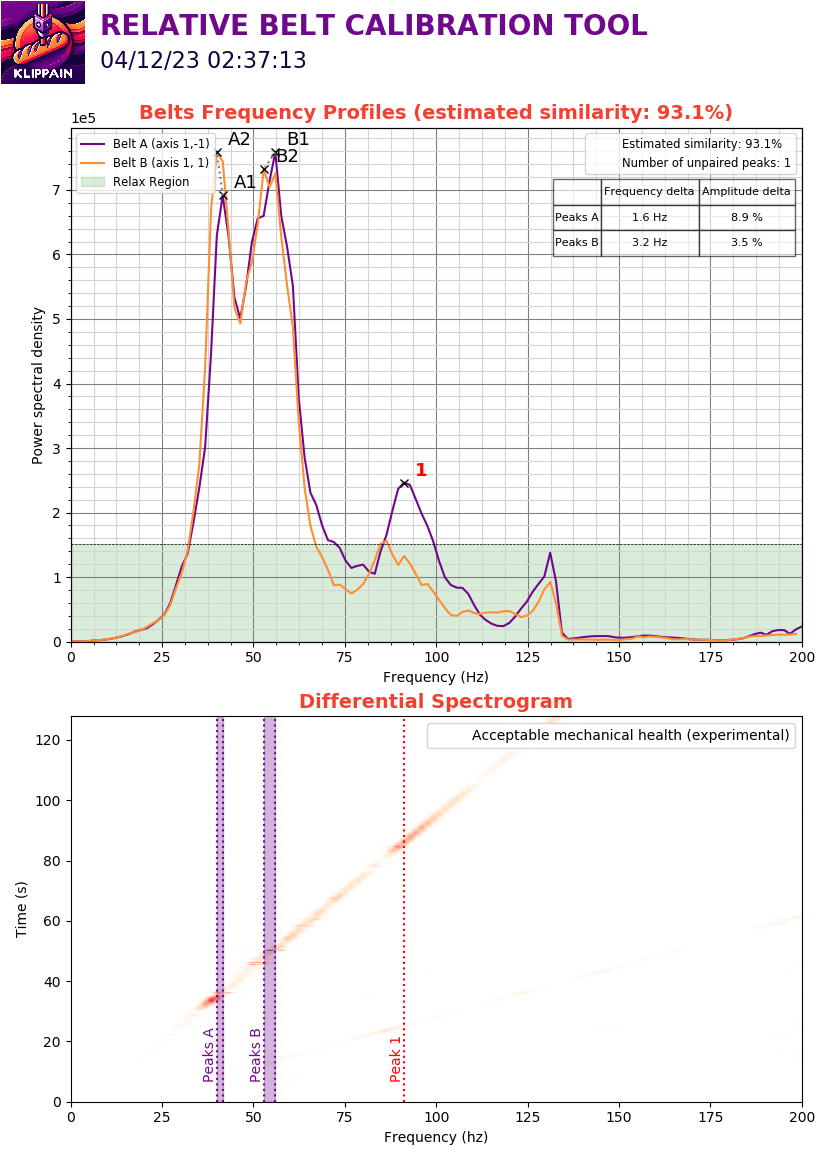 KLIPPAIN
RELATIVE BELT CALIBRATION TOOL
04/12/23 02:37:13
Belts Frequency Profiles (estimated similarity: 93.1%)
1e5
Belt A (axis 1,-1)
Belt B (axis 1, 1)
Relax Region
A2
B1
B2
A1
1
Estimated similarity: 93.1%
Number of unpaired peaks: 1
Frequency delta Amplitude delta
Peaks A 1.6 Hz 8.9 %
Peaks B 3.2 Hz 3.5 %
Power spectral density
7
6
5
4
3
2
1
0
0 25 50 75 100 125 150 175 200
Frequency (Hz)
Differential Spectrogram
Acceptable mechanical health (experimental)
Time (s)
120
100
80
60
40
20
0
Peaks A
Peaks B
Peak 1
0 25 50 75 100 125 150 175 200
Frequency (hz)